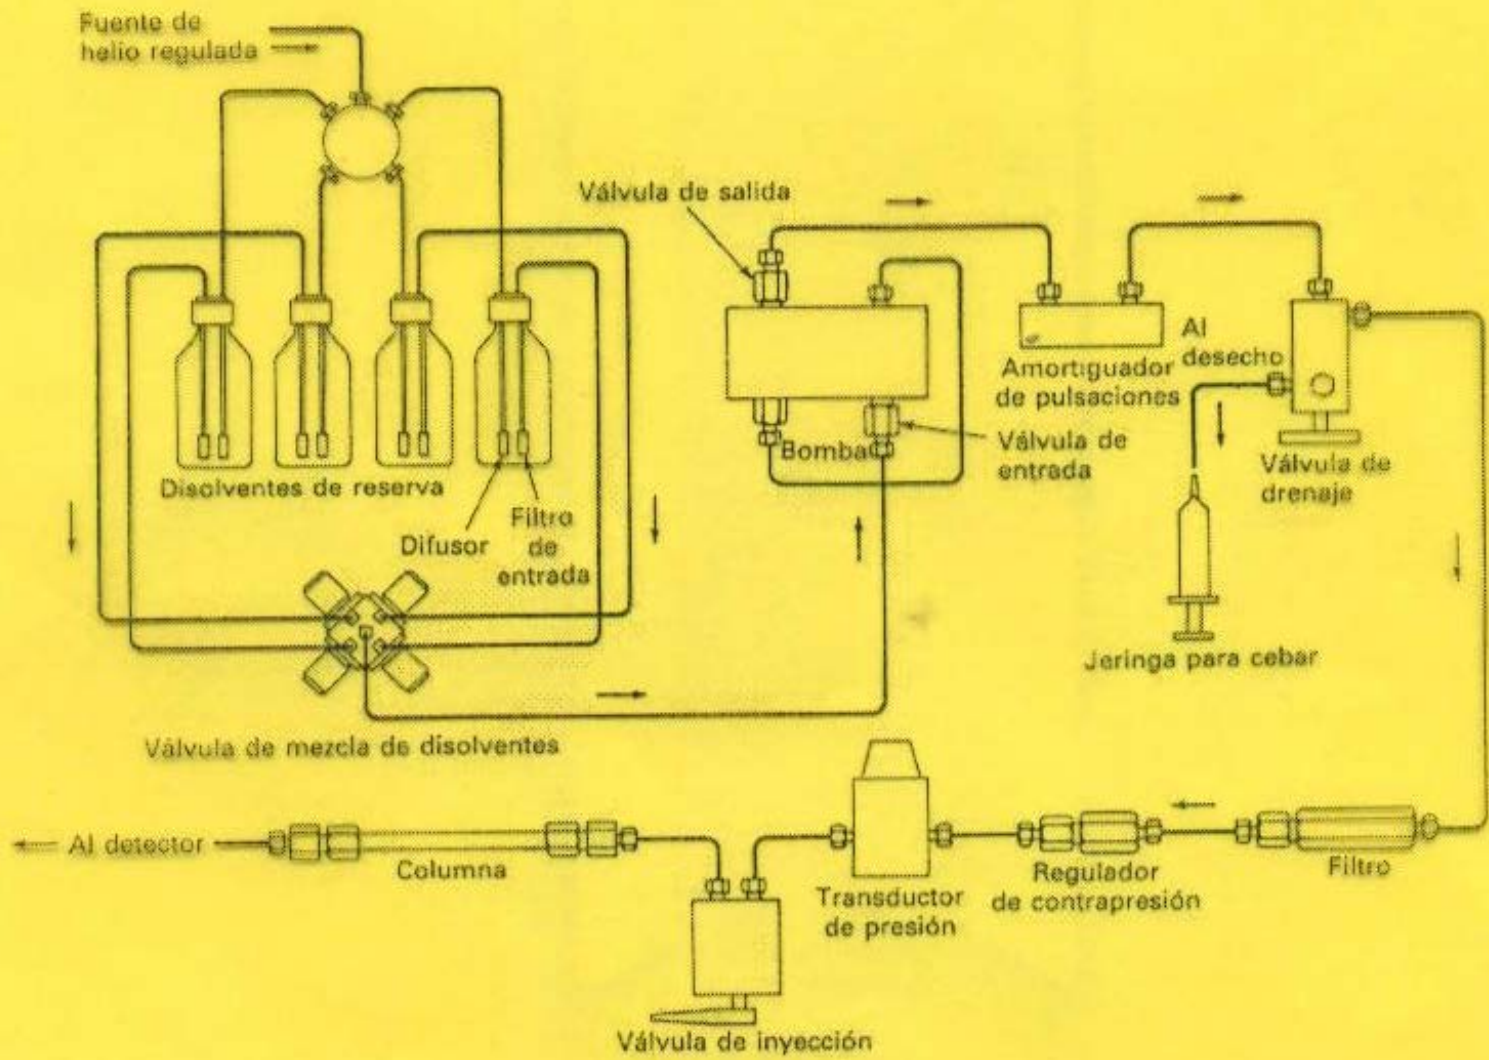 Fuente de
helio regulada
Válvula de salida
Al
desecho
Amortiguador
de pulsaciones
Bomba
Válvula de
entrada
Válvula de
drenaje
Disolventes de reserva
Difusor
Filtro
de
entrada
Jeringa para cebar
Válvula de mezcla de disolventes
Al detector
Columna
Transductor
de presión
Regulador
de contrapresión
Filtro
Válvula de inyección